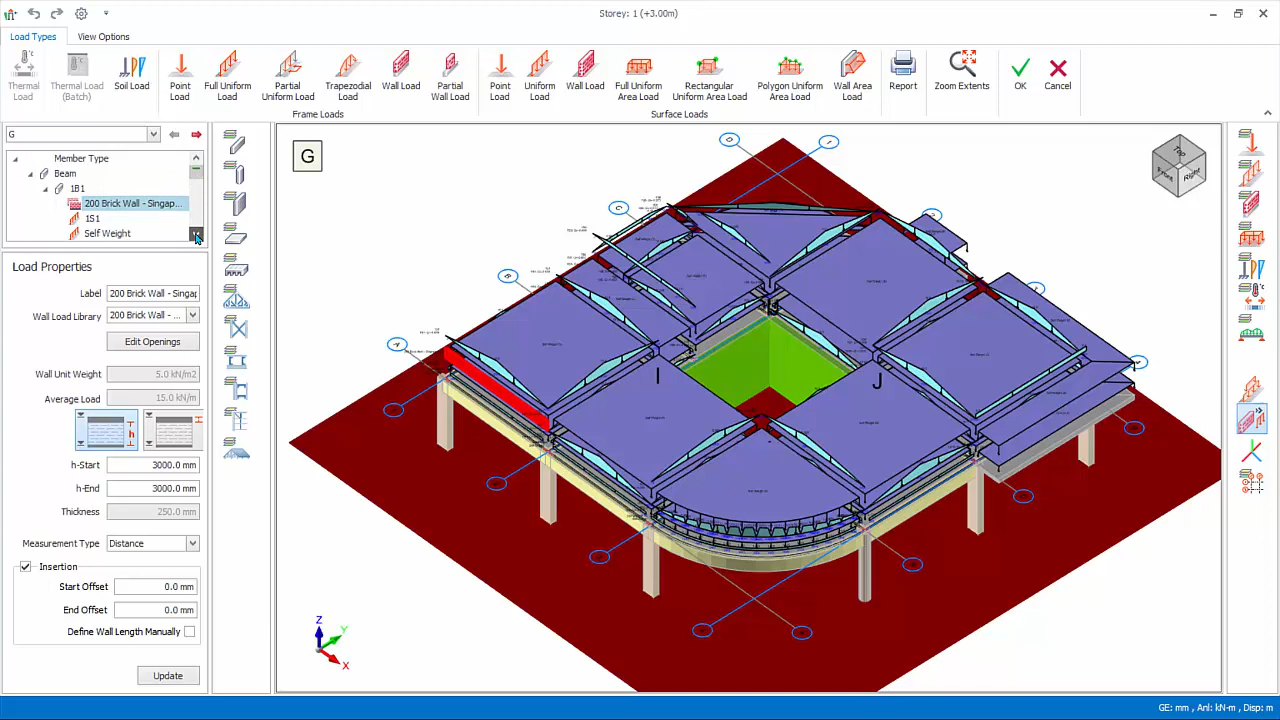 Storey: 1 (+3.00m)
Load Types
View Options
Thermal Load
Thermal Load (Batch)
Soil Load
Point Load
Full Uniform Load
Partial Uniform Load
Trapezodal Load
Wall Load
Partial Wall Load
Point Load
Uniform Load
Wall Load
Full Uniform Area Load
Rectangular Uniform Area Load
Polygon Uniform Area Load
Wall Area Load
Report
Zoom Extents
OK
Cancel
Frame Loads
Surface Loads
G
Member Type
Beam
1B1
200 Brick Wall - Singap...
1S1
Self Weight
Load Properties
Label
200 Brick Wall - Singap
Wall Load Library
200 Brick Wall - ...
Edit Openings
Wall Unit Weight
5.0 kN/m2
Average Load
15.0 kN/m
h
h-Start
3000.0 mm
h-End
3000.0 mm
Thickness
250.0 mm
Measurement Type
Distance
Insertion
Start Offset
0.0 mm
End Offset
0.0 mm
Define Wall Length Manually
Update
G
Top
Front
Right
I
J
Z
Y
X
GE: mm , Anl: kN-m , Disp: m